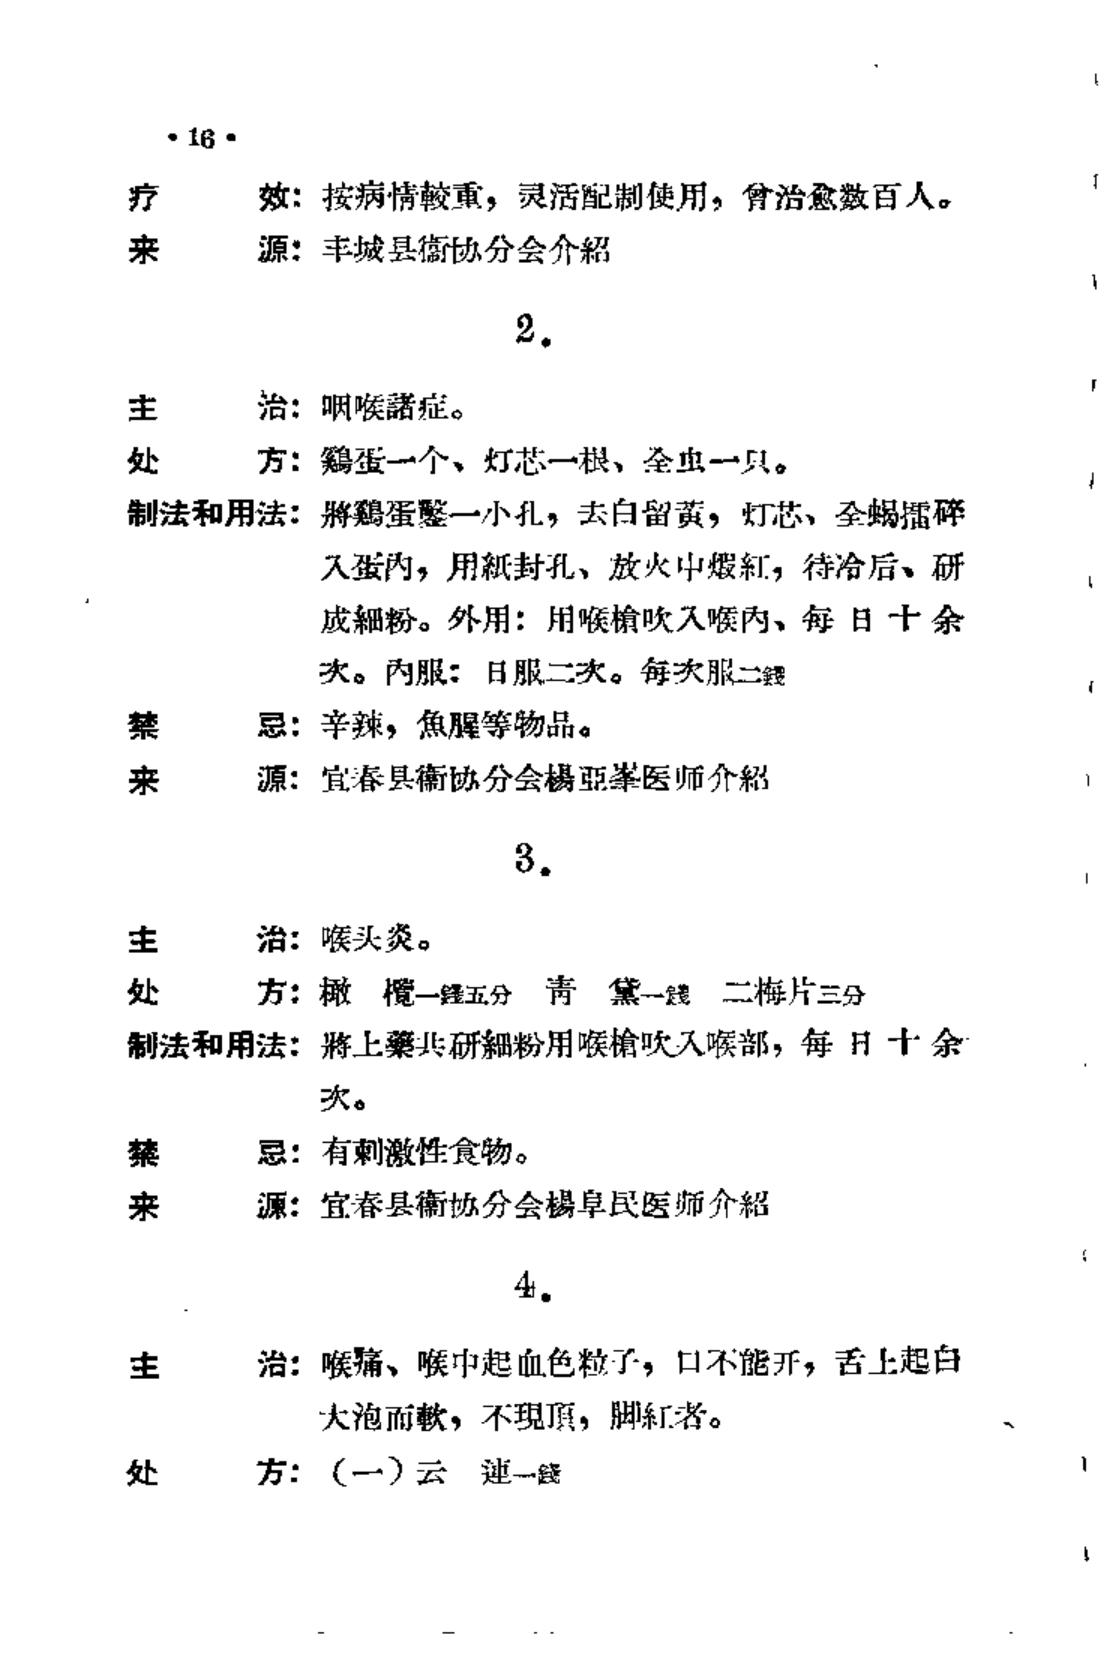 •16•
疗　　　效：按病情較重，灵活配制使用，曾治愈数百人。
来　　　源：丰城县衞协分会介紹
2.
主　　　治：咽喉諸症。
处　　　方：鷄蛋一个、灯芯一根、全虫一只。
制法和用法：將鷄蛋鑿一小孔，去白留黃，灯芯、全蝎擂碎
入蛋內，用紙封孔、放火中煅紅，待冷后、研
成細粉。外用：用喉槍吹入喉內、每日十余
次。內服：日服二次。每次服二錢
禁　　　忌：辛辣，魚腥等物品。
来　　　源：宜春县衞协分会楊亞峯医师介紹
3.
主　　　治：喉头炎。
处　　　方：橄　欖一錢五分　靑　黛一錢　二梅片三分
制法和用法：將上藥共研細粉用喉槍吹入喉部，每日十余
次。
禁　　　忌：有刺激性食物。
来　　　源：宜春县衞协分会楊阜民医师介紹
4.
主　　　治：喉痛、喉中起血色粒子，口不能开，舌上起白
大泡而軟，不現頂，脚紅者。
处　　　方：（一）云　連一錢